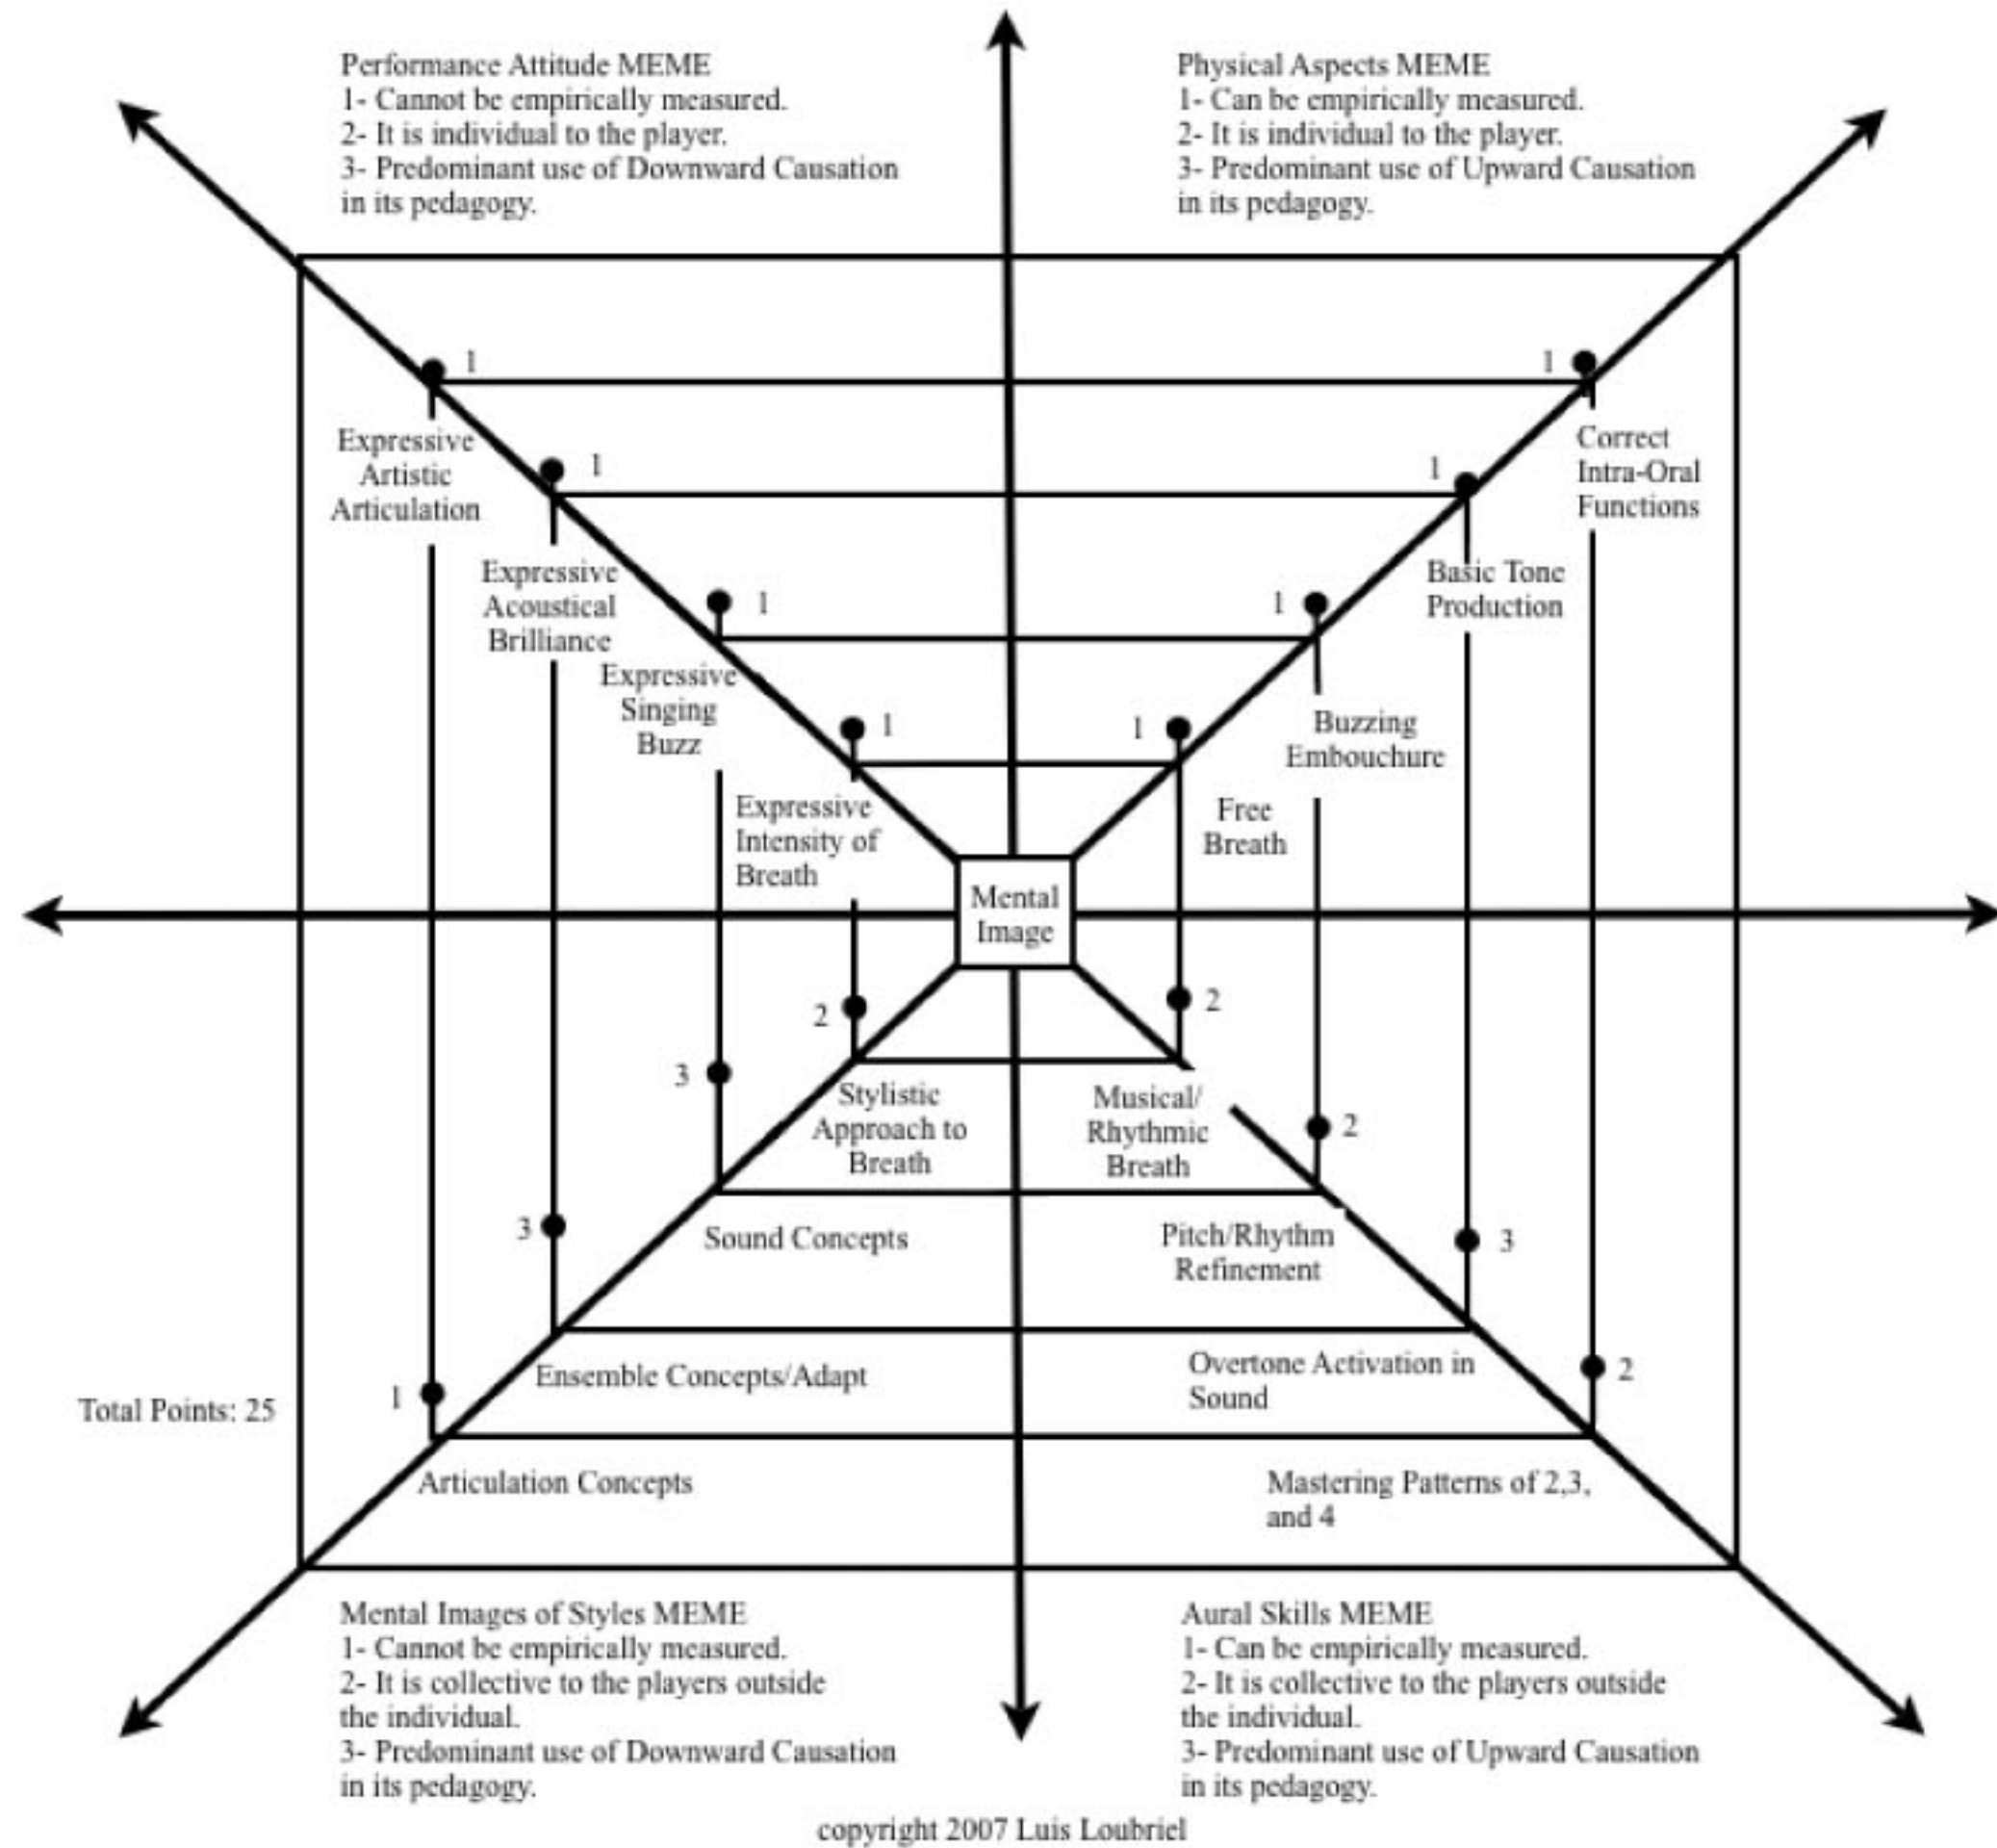 Performance Attitude MEME
1- Cannot be empirically measured.
2- It is individual to the player.
3- Predominant use of Downward Causation
in its pedagogy.
Physical Aspects MEME
1- Can be empirically measured.
2- It is individual to the player.
3- Predominant use of Upward Causation
in its pedagogy.
1
1
Expressive
Artistic
Articulation
Correct
Intra-Oral
Functions
1
1
Expressive
Acoustical
Brilliance
Basic Tone
Production
1
1
Expressive
Singing
Buzz
Buzzing
Embouchure
1
1
Expressive
Intensity of
Breath
Free
Breath
Mental
Image
2
2
3
Stylistic
Approach to
Breath
Musical/
Rhythmic
Breath
2
3
Sound Concepts
Pitch/Rhythm
Refinement
3
Ensemble Concepts/Adapt
Overtone Activation in
Sound
2
Total Points: 25
1
Articulation Concepts
Mastering Patterns of 2,3,
and 4
Mental Images of Styles MEME
1- Cannot be empirically measured.
2- It is collective to the players outside
the individual.
3- Predominant use of Downward Causation
in its pedagogy.
Aural Skills MEME
1- Can be empirically measured.
2- It is collective to the players outside
the individual.
3- Predominant use of Upward Causation
in its pedagogy.
copyright 2007 Luis Loubriel